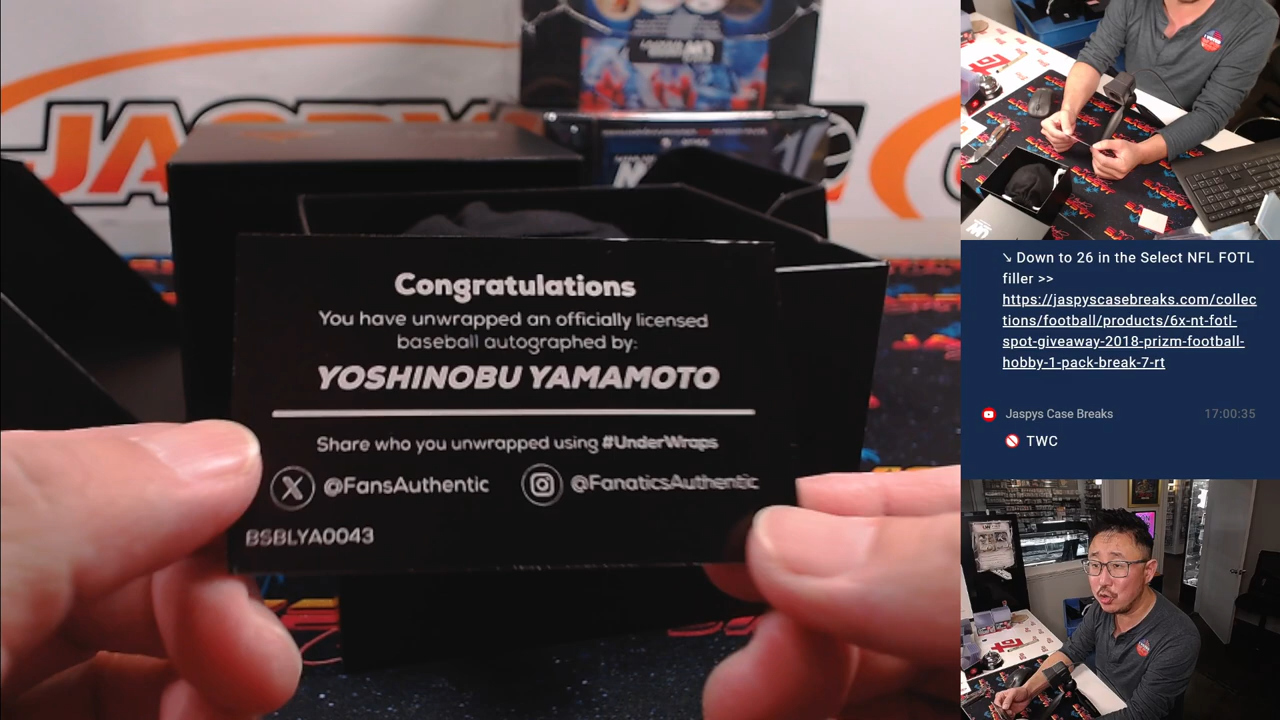 Congratulations
You have unwrapped an officially licensed
baseball autographed by:
YOSHINOBU YAMAMOTO
Share who you unwrapped using #UnderWraps
@FansAuthentic @FanaticsAuthentic
BSBLYA0043
↘ Down to 26 in the Select NFL FOTL
filler >>
https://jaspyscasebreaks.com/collec
tions/football/products/6x-nt-fotl-
spot-giveaway-2018-prizm-football-
hobby-1-pack-break-7-rt
Jaspys Case Breaks 17:00:35
TWC